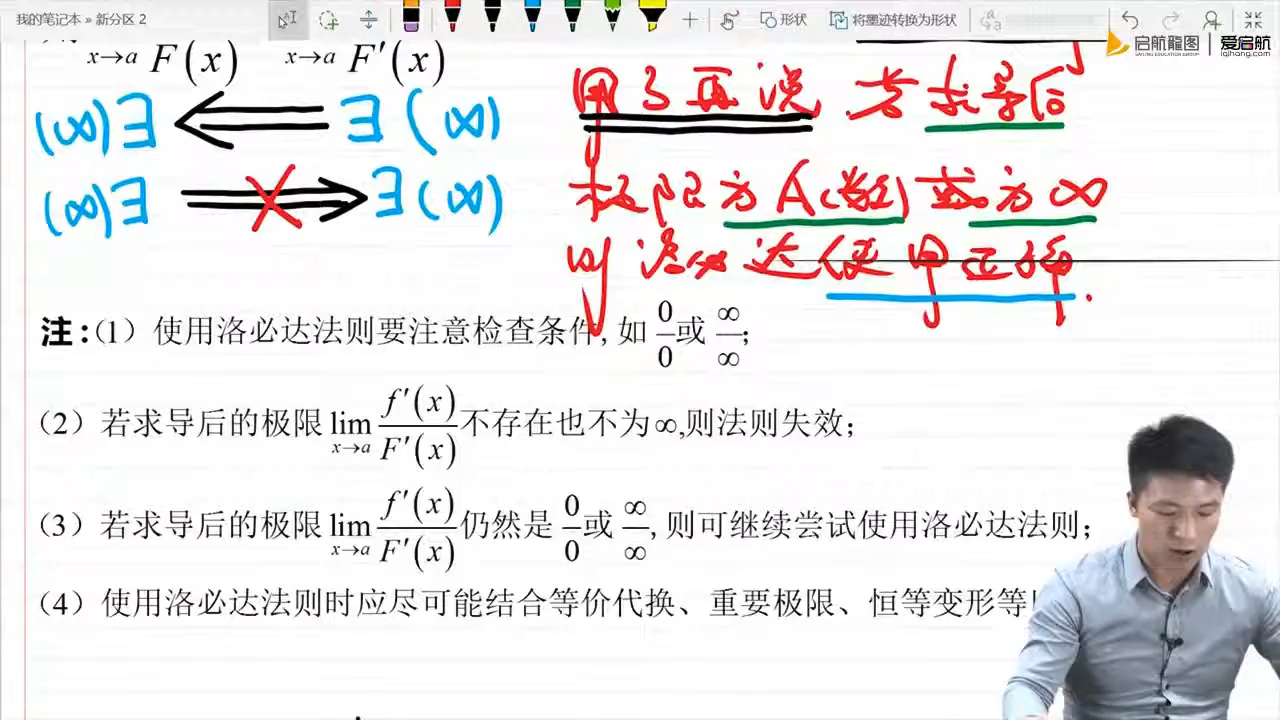 我的笔记本 » 新分区 2
形状
将墨迹转换为形状
启航龍図 | 爱启航
iqihang.com
x→a F(x) x→a F′(x)
(∞)∃ ⇐ ∃(∞)
(∞)∃ ⇒ ∃(∞)
用了再说. 若求导后
极限为A(数)或为∞
则洛必达使用正确.
注:(1) 使用洛必达法则要注意检查条件, 如 0/0 或 ∞/∞;
(2) 若求导后的极限 lim x→a f′(x)/F′(x) 不存在也不为∞,则法则失效;
(3) 若求导后的极限 lim x→a f′(x)/F′(x) 仍然是 0/0 或 ∞/∞, 则可继续尝试使用洛必达法则;
(4) 使用洛必达法则时应尽可能结合等价代换、重要极限、恒等变形等